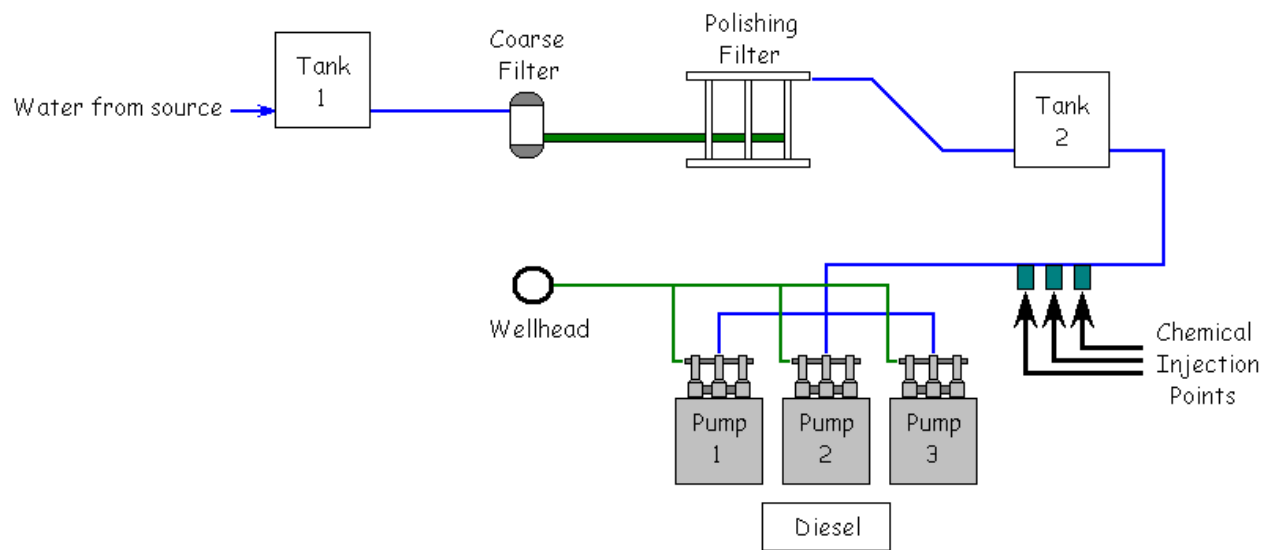 Polishing
Filter
Coarse
Filter
Tank
1
Water from source
Tank
2
Wellhead
Chemical
Injection
Points
Pump
1
Pump
2
Pump
3
Diesel